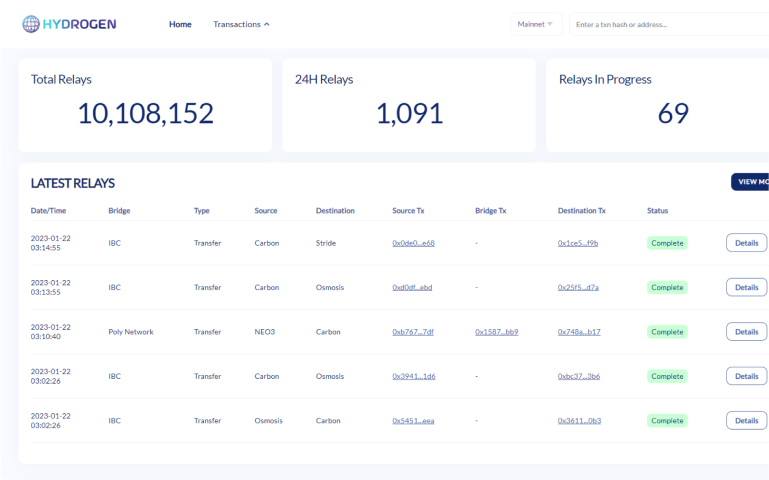 HYDROGEN Home Transactions Mainnet Enter a txn hash or address...
Total Relays 24H Relays Relays In Progress
10,108,152 1,091 69
LATEST RELAYS VIEW
Date/Time Bridge Type Source Destination Source Tx Bridge Tx Destination Tx Status
2023-01-22
03:14:55 IBC Transfer Carbon Stride 0x0de0...e68 - 0x1ce5...f9b Complete Details
2023-01-22
03:13:55 IBC Transfer Carbon Osmosis 0xd0df...ebd - 0x25f5...d7a Complete Details
2023-01-22
03:10:40 Poly Network Transfer NEO3 Carbon 0xb767...7df 0x1587...bb9 0x748a...b17 Complete Details
2023-01-22
03:02:26 IBC Transfer Carbon Osmosis 0x3941...1d6 - 0xbc37...3b6 Complete Details
2023-01-22
03:02:26 IBC Transfer Osmosis Carbon 0x5451...eea - 0x3611...0b3 Complete Details